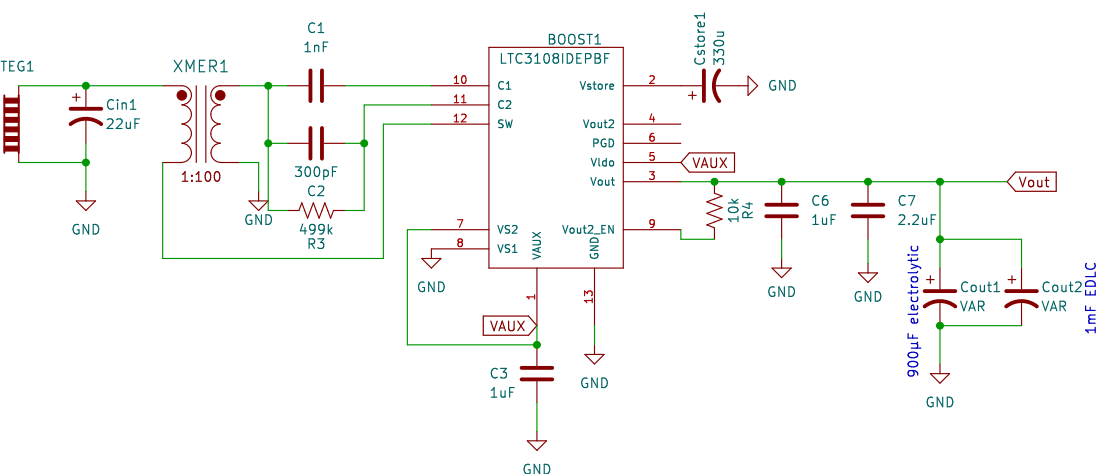 TEG1
Cin1
22uF
GND
XMER1
1:100
GND
C1
1nF
300pF
C2
499k
R3
BOOST1
LTC3108IDEPBF
10
C1
11
C2
12
SW
7
VS2
8
VS1
GND
VAUX
1
GND
13
VAUX
C3
1uF
GND
GND
Vstore
2
Cstore1
330u
GND
Vout2
4
PGD
6
Vldo
5
VAUX
Vout
3
Vout2_EN
9
10k
R4
C6
1uF
GND
C7
2.2uF
GND
Vout
900µF electrolytic
Cout1
VAR
Cout2
VAR
1mF EDLC
GND